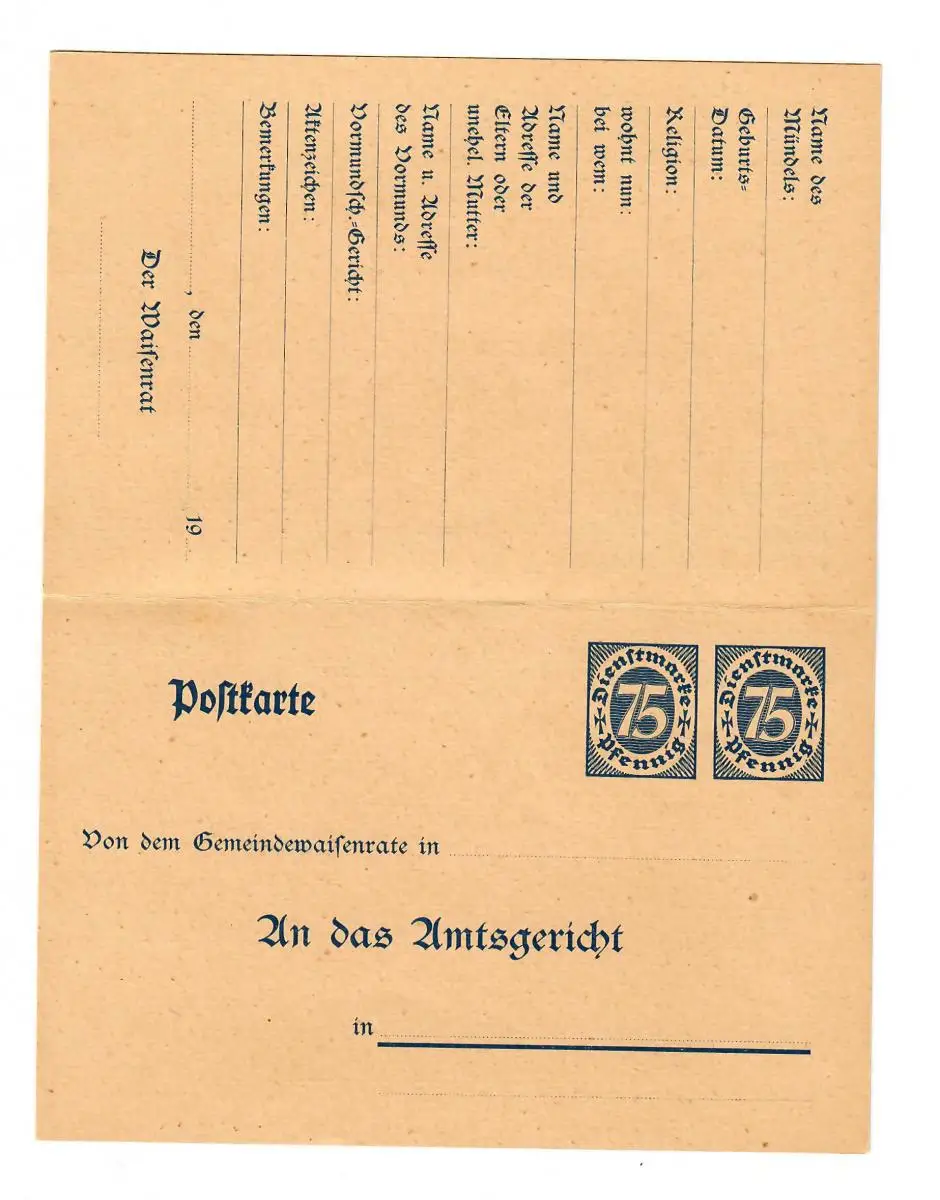 Name des
Mündels:
Geburts-
Datum:
Religion:
wohnt nun:
bei wem:
Name und
Adresse der
Eltern oder
unehel. Mutter:
Name u. Adresse
des Vormunds:
Vormundsch.-Gericht:
Aktenzeichen:
Bemerkungen:
, den 19
Der Waisenrat
Postkarte
Dienstmarke
75
Pfennig
Dienstmarke
75
Pfennig
Von dem Gemeindewaisenrate in
An das Amtsgericht
in